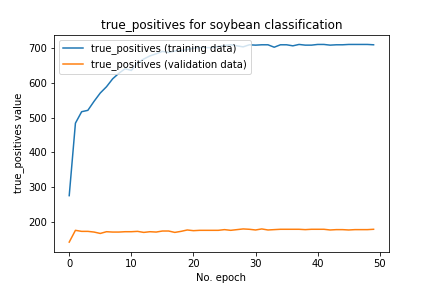 true_positives for soybean classification
true_positives (training data)
true_positives (validation data)
true_positives value
700
600
500
400
300
200
0
10
20
30
40
50
No. epoch